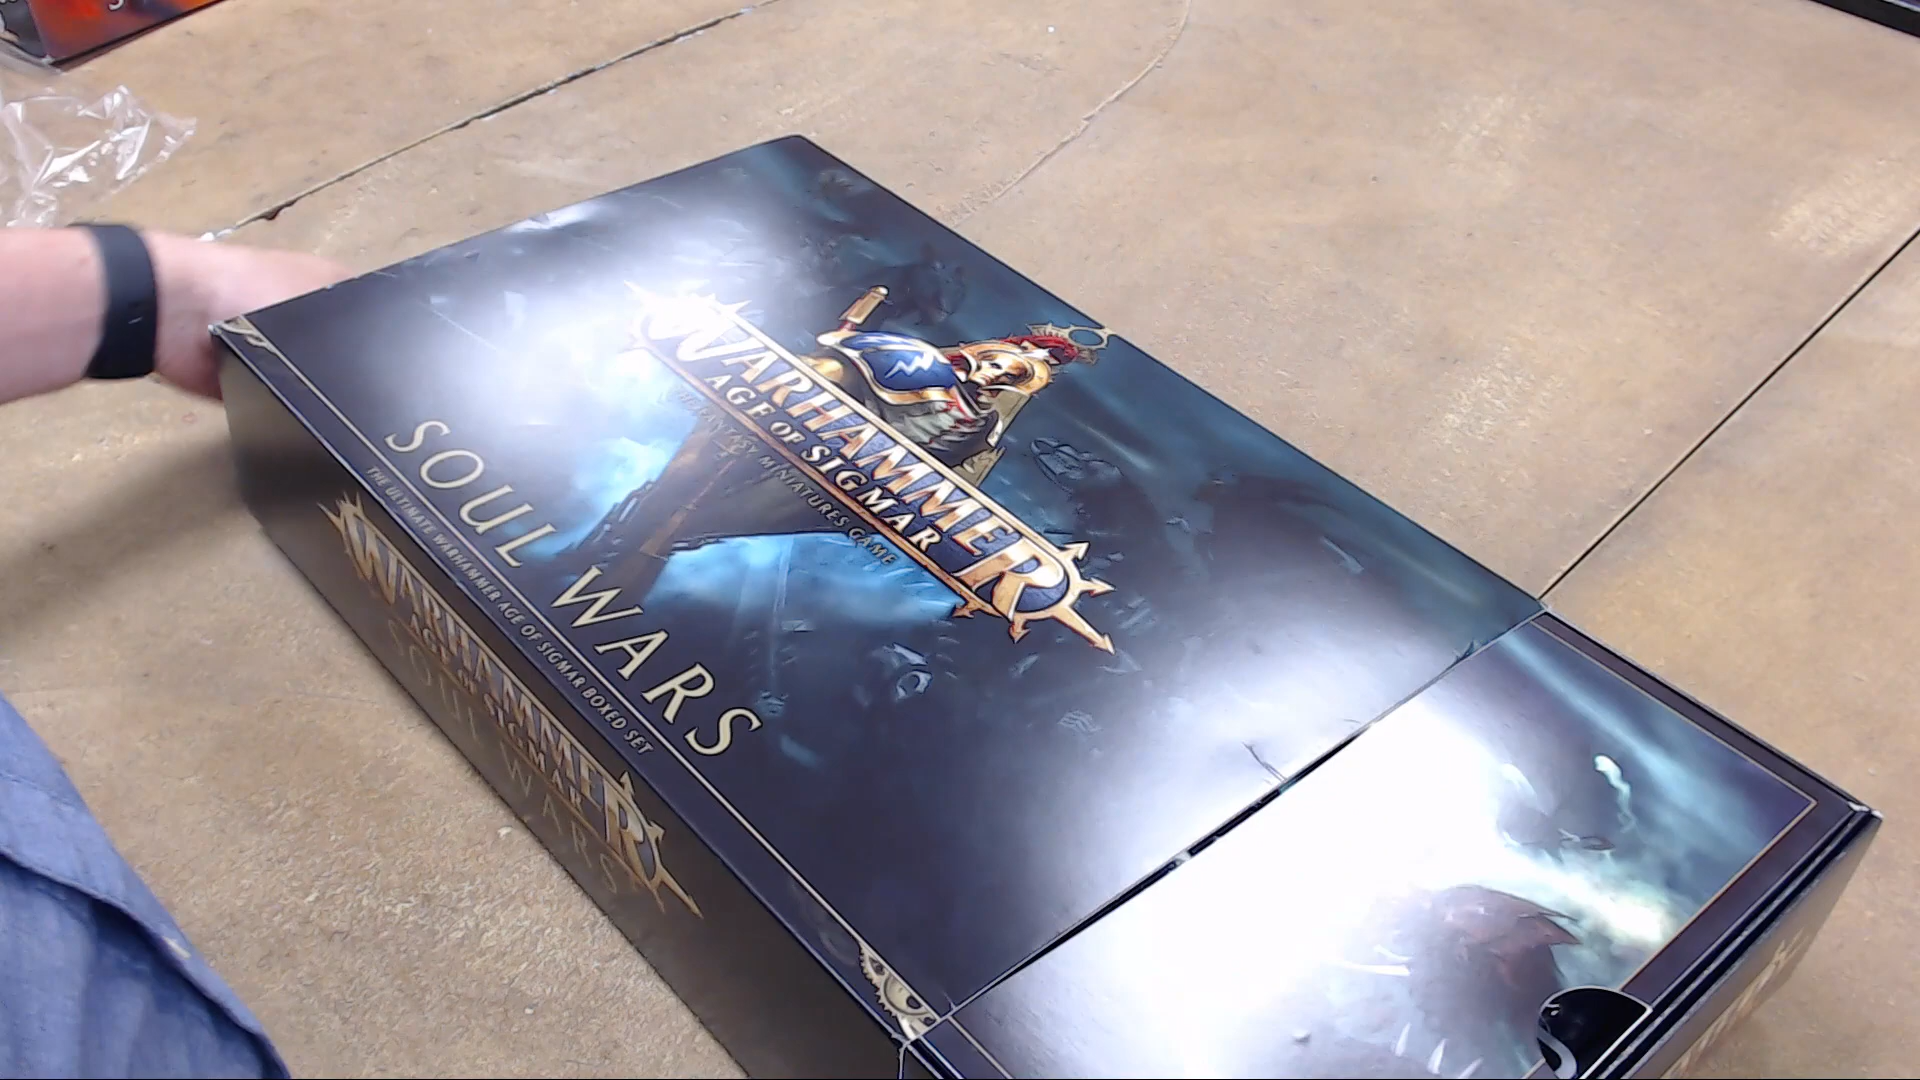 WARHAMMER
AGE OF SIGMAR
THE FANTASY MINIATURES GAME
SOUL WARS
THE ULTIMATE WARHAMMER AGE OF SIGMAR BOXED SET
WARHAMMER
AGE OF SIGMAR
SOUL WARS